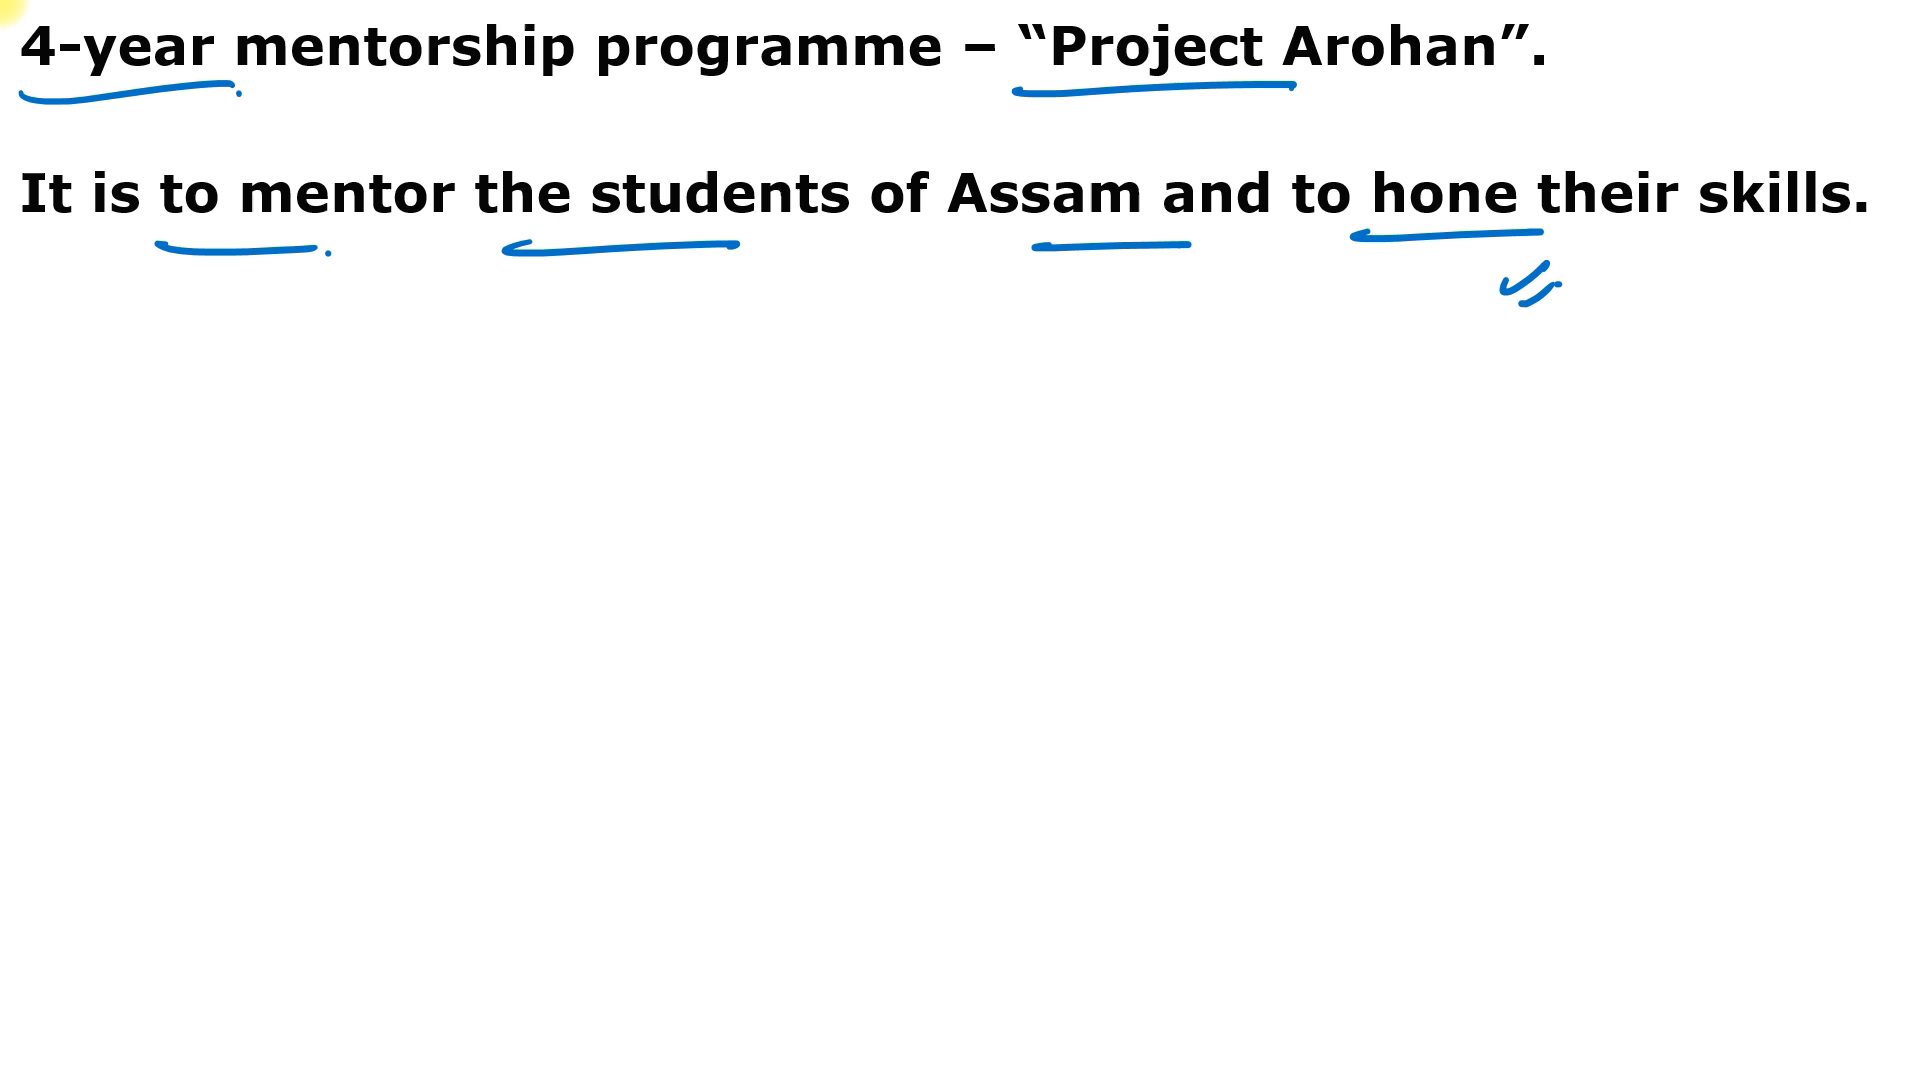 4-year mentorship programme – “Project Arohan”.
It is to mentor the students of Assam and to hone their skills.